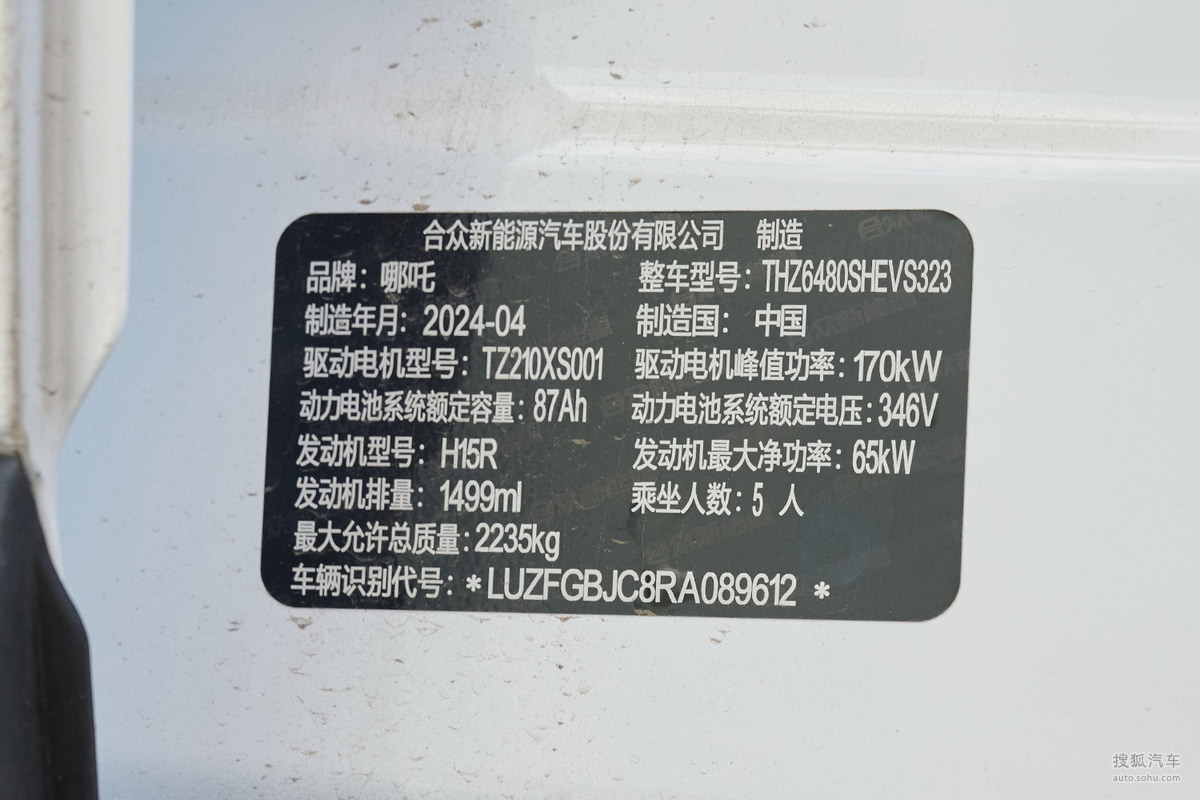 合众新能源汽车股份有限公司 制造
品牌：哪吒 整车型号：THZ6480SHEVS323
制造年月：2024-04 制造国：中国
驱动电机型号：TZ210XS001 驱动电机峰值功率：170kW
动力电池系统额定容量：87Ah 动力电池系统额定电压：346V
发动机型号：H15R 发动机最大净功率：65kW
发动机排量：1499ml 乘坐人数：5 人
最大允许总质量：2235kg
车辆识别代号：*LUZFGBJC8RA089612 *
搜狐汽车
auto.sohu.com